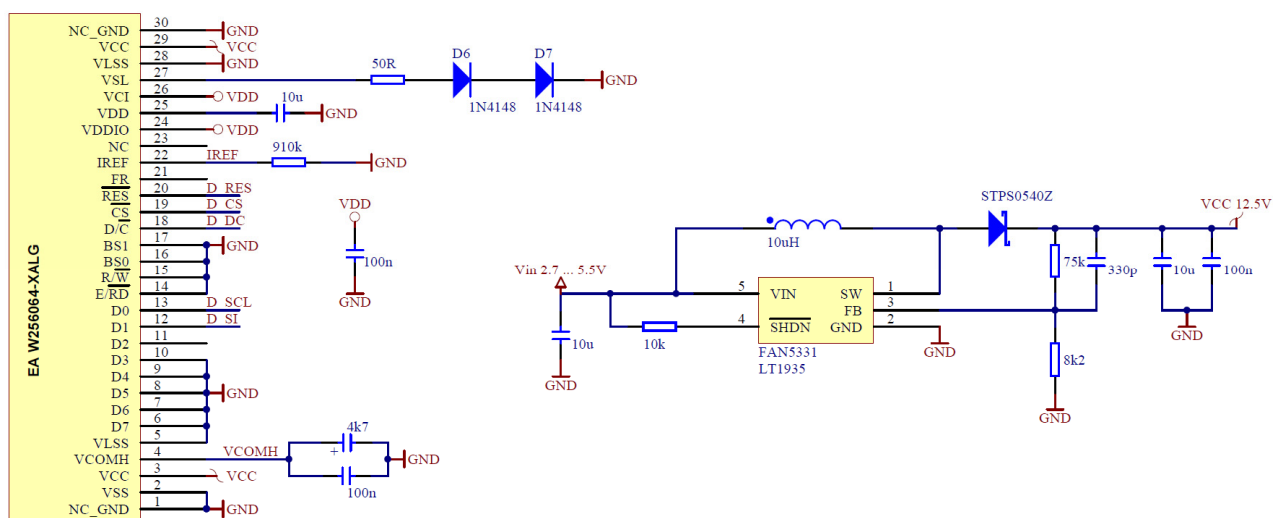 EA W256064-XALG
NC_GND 30 GND
VCC 29 VCC
VLSS 28 GND
VSL 27
50R
D6
1N4148
D7
1N4148
GND
VCI 26 VDD
VDD 25
10u
GND
VDDIO 24 VDD
NC 23
IREF 22 IREF
910k
GND
FR 21
RES 20 D_RES
CS 19 D_CS
D/C 18 D_DC
BS1 17 GND
BS0 16
R/W 15
E/RD 14
D0 13 D_SCL
D1 12 D_SI
D2 11
D3 10
D4 9
D5 8 GND
D6 7
D7 6
VLSS 5
VCOMH 4 VCOMH
4k7
+
100n
GND
VCC 3 VCC
VSS 2
NC_GND 1 GND
VDD
100n
GND
Vin 2.7 ... 5.5V
10u
GND
10k
10uH
5 VIN SW 1
FB 3
4 SHDN GND 2
FAN5331
LT1935
GND
STPS0540Z
VCC 12.5V
75k
330p
10u
100n
GND
8k2
GND